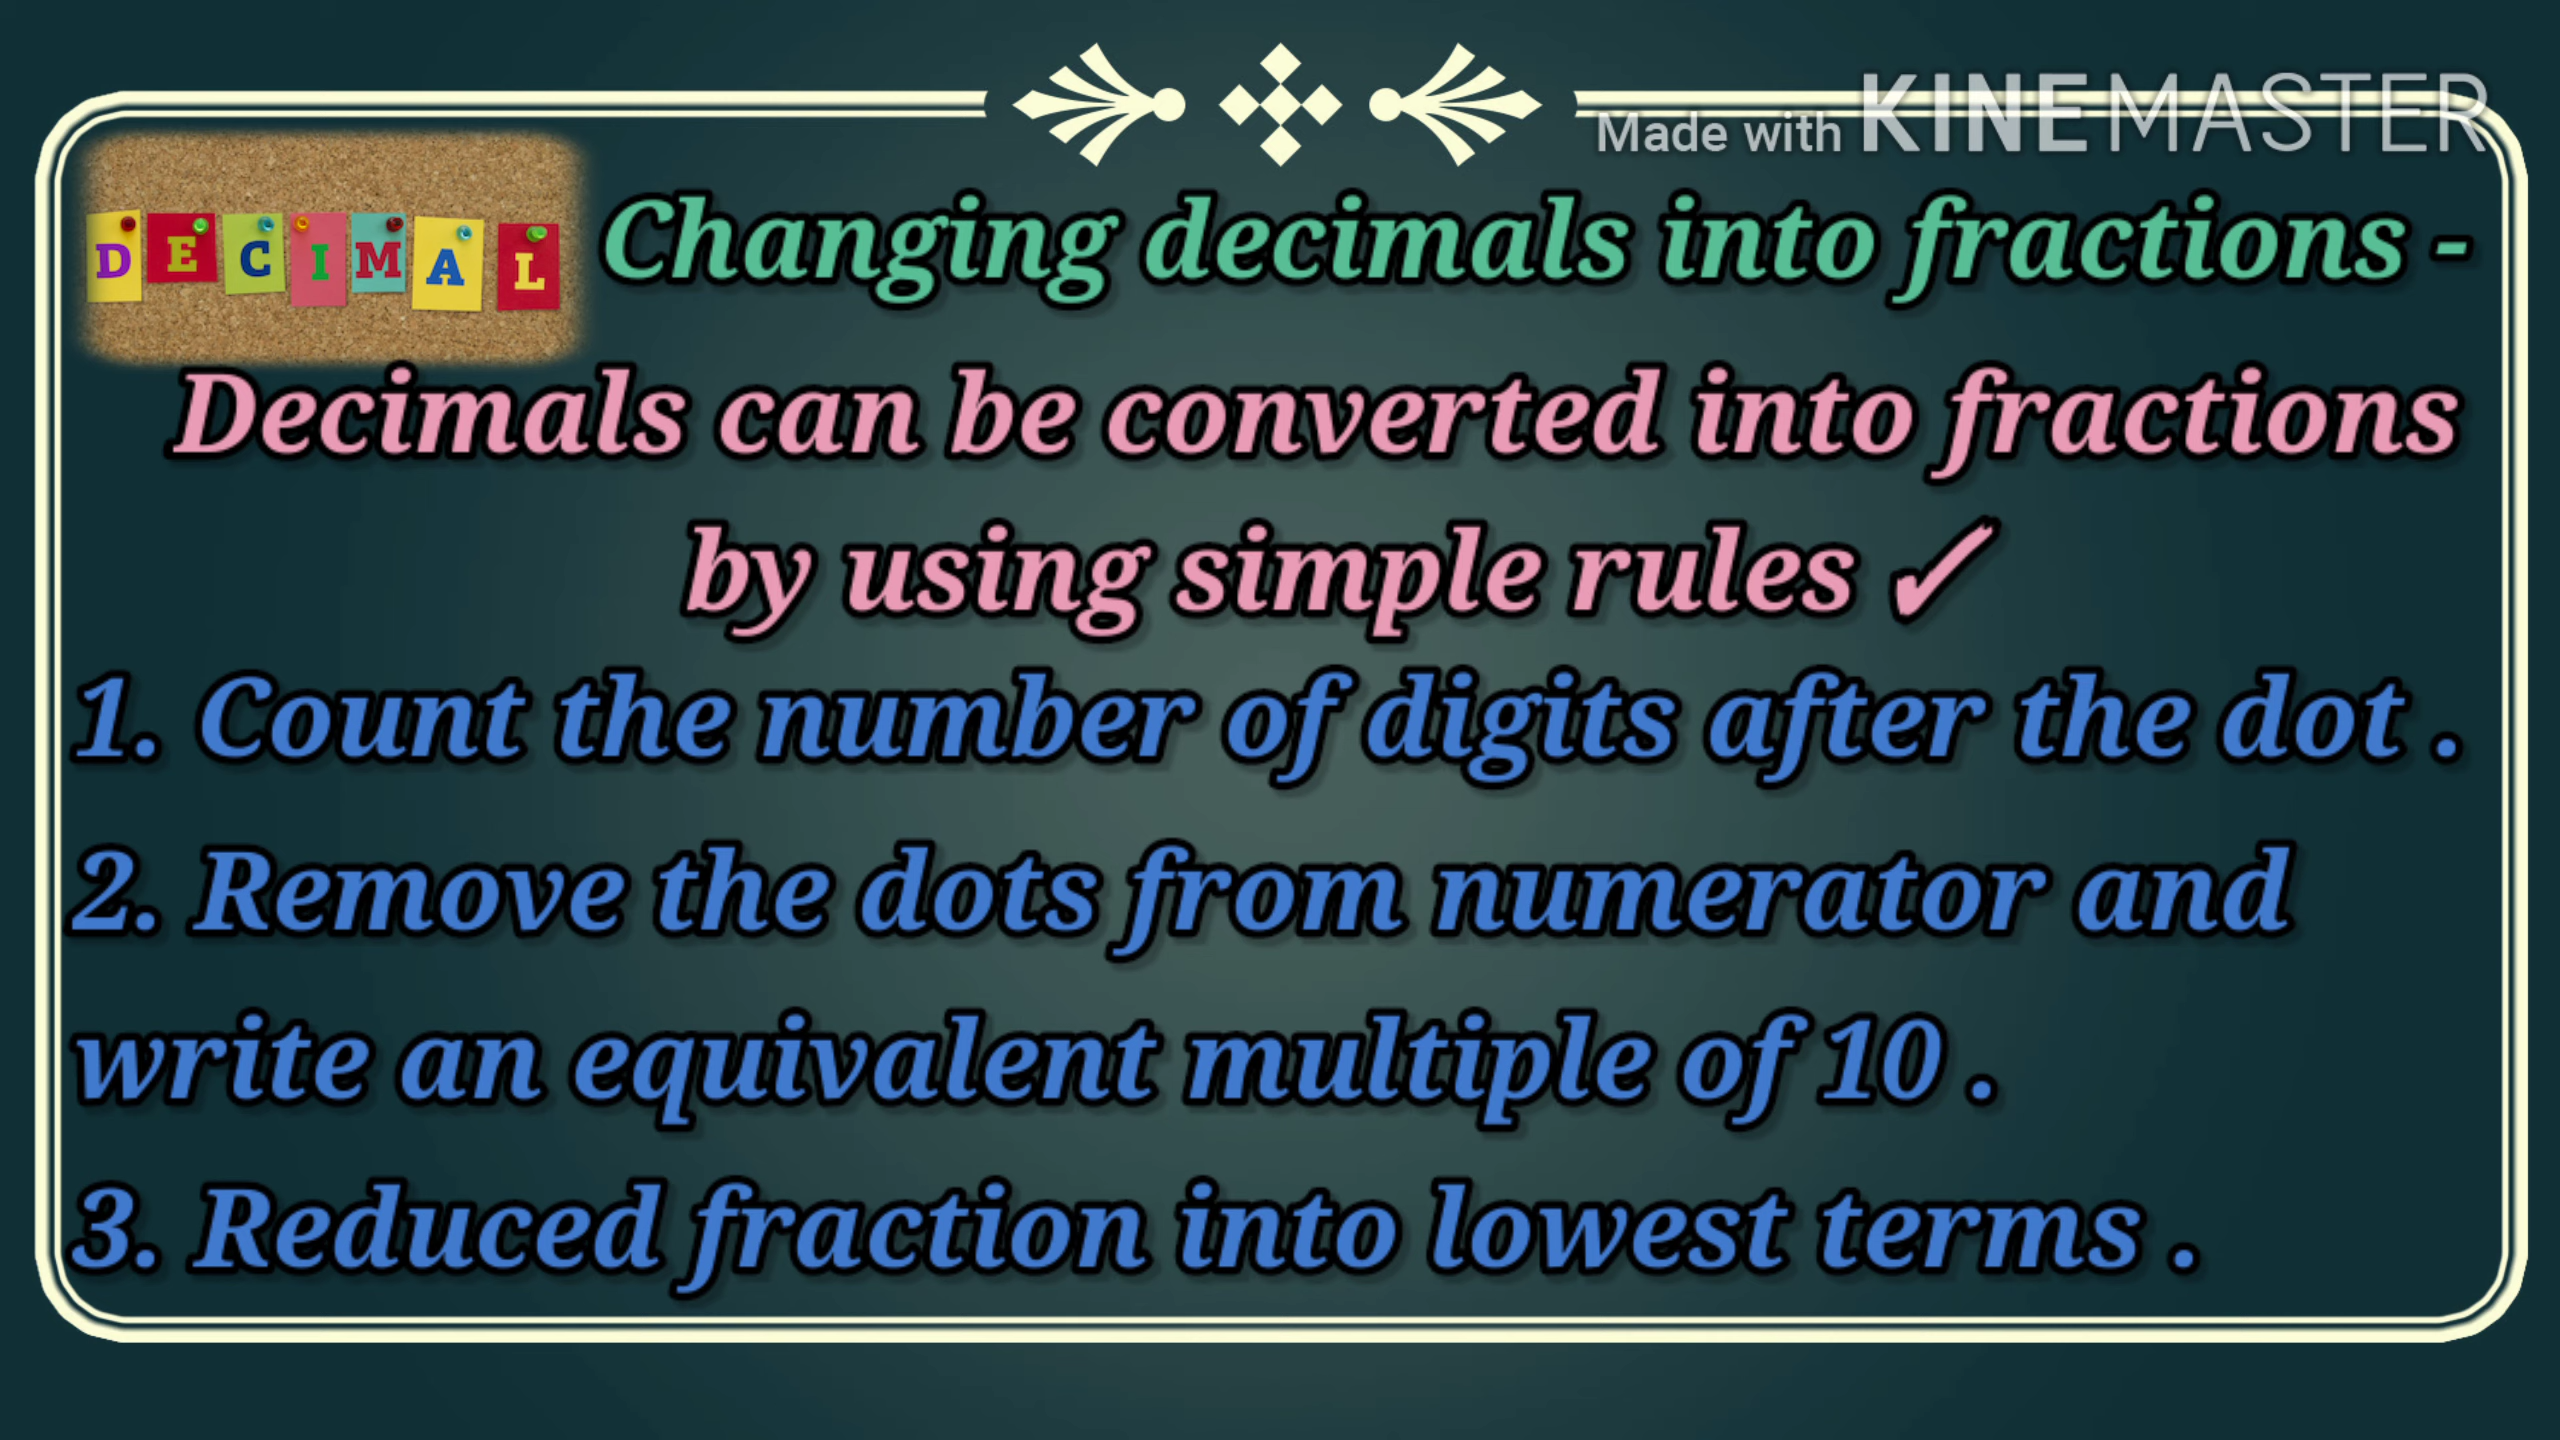 Made with KINEMASTER
DECIMAL
Changing decimals into fractions -
Decimals can be converted into fractions
by using simple rules ✓
1. Count the number of digits after the dot .
2. Remove the dots from numerator and
write an equivalent multiple of 10 .
3. Reduced fraction into lowest terms .